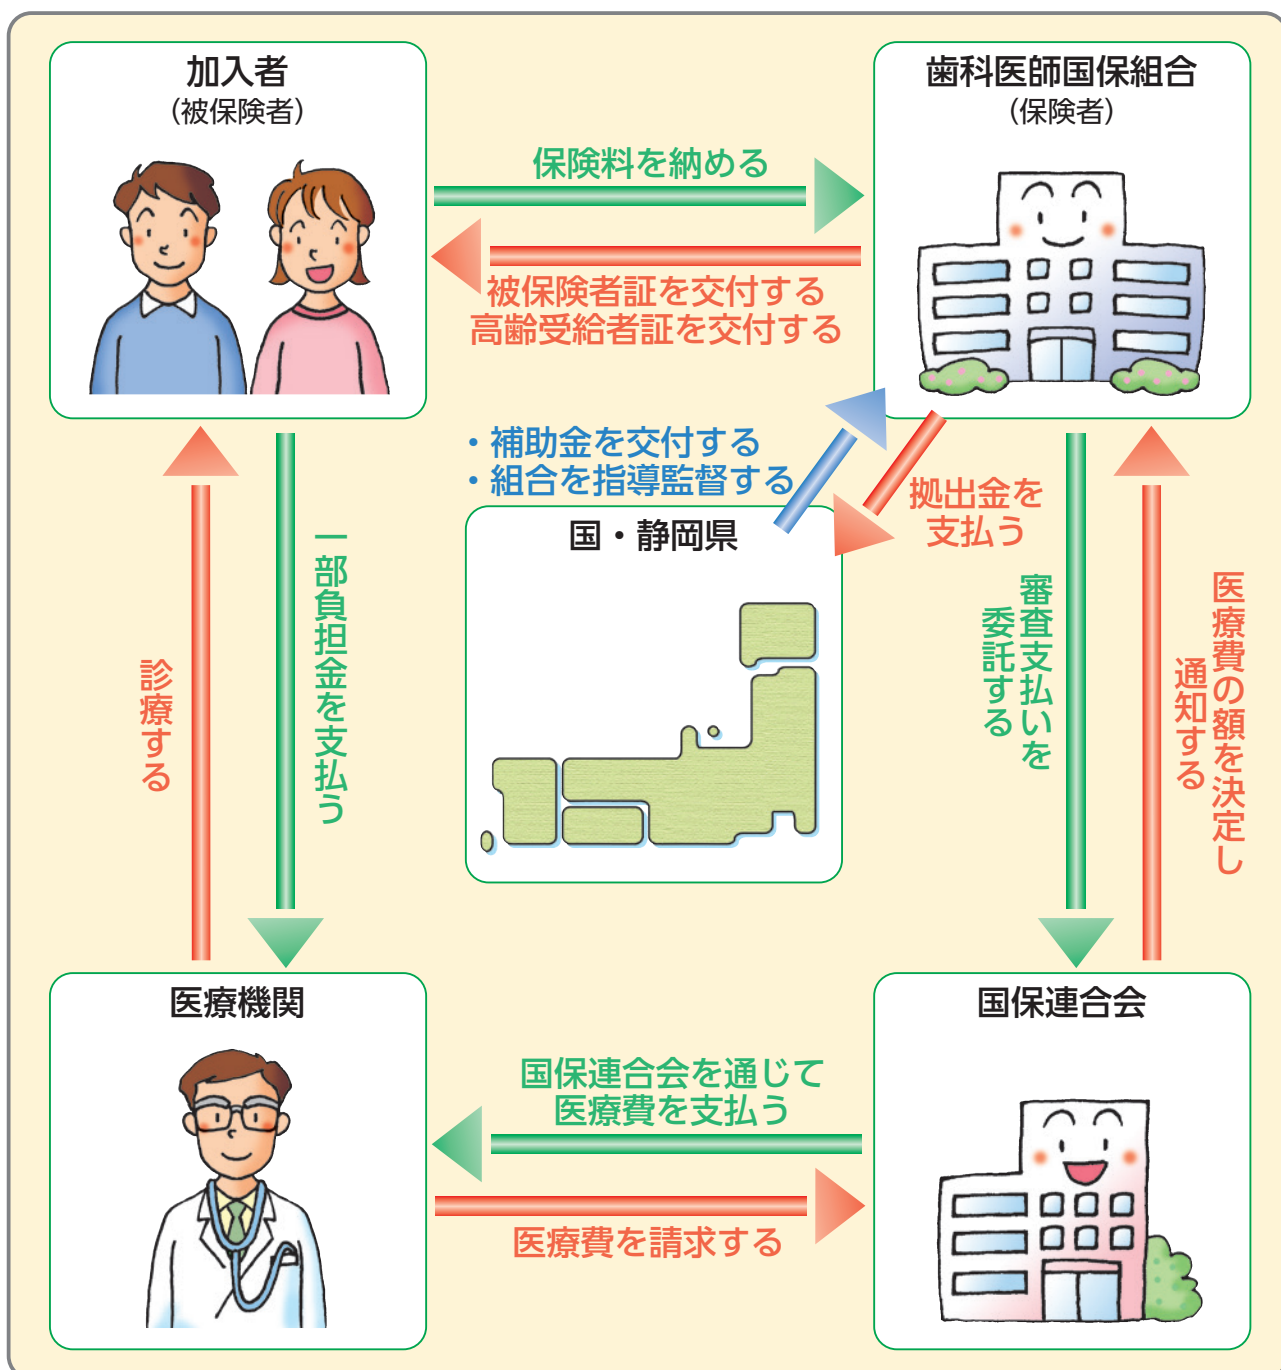 加入者
（被保険者）
歯科医師国保組合
（保険者）
保険料を納める
被保険者証を交付する
高齢受給者証を交付する
・補助金を交付する
・組合を指導監督する
拠出金を
支払う
国・静岡県
診療する
一部負担金を支払う
審査支払いを
委託する
医療費の額を決定し
通知する
医療機関
国保連合会
国保連合会を通じて
医療費を支払う
医療費を請求する